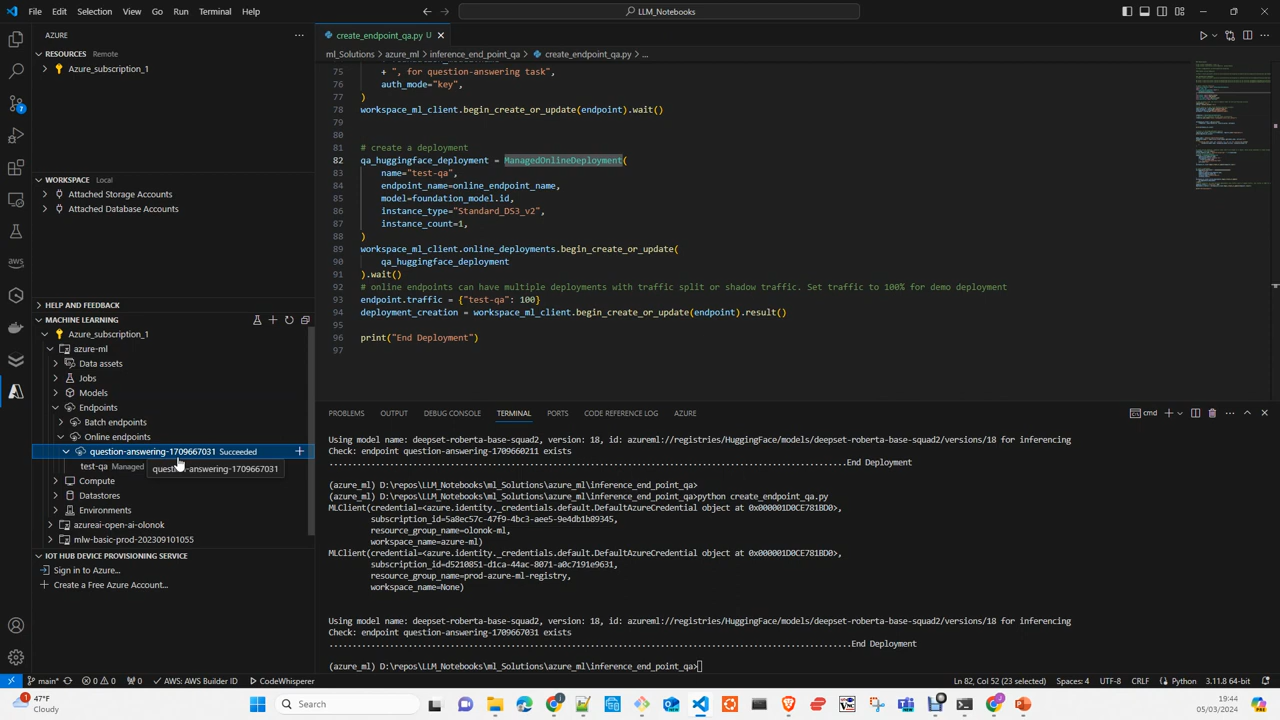 File Edit Selection View Go Run Terminal Help
LLM_Notebooks
AZURE
RESOURCES Remote
Azure_subscription_1
WORKSPACE Local
Attached Storage Accounts
Attached Database Accounts
HELP AND FEEDBACK
MACHINE LEARNING
Azure_subscription_1
azure-ml
Data assets
Jobs
Models
Endpoints
Batch endpoints
Online endpoints
question-answering-1709667031 Succeeded
test-qa Managed
question-answering-1709667031
Compute
Datastores
Environments
azureai-open-ai-olonok
mlw-basic-prod-202309101055
IOT HUB DEVICE PROVISIONING SERVICE
Sign in to Azure...
Create a Free Azure Account...
create_endpoint_qa.py U
ml_Solutions > azure_ml > inference_end_point_qa > create_endpoint_qa.py > ...
75 + ", for question-answering task",
76 auth_mode="key",
77 )
78 workspace_ml_client.begin_create_or_update(endpoint).wait()
79
80
81 # create a deployment
82 qa_huggingface_deployment = ManagedOnlineDeployment(
83 name="test-qa",
84 endpoint_name=online_endpoint_name,
85 model=foundation_model.id,
86 instance_type="Standard_DS3_v2",
87 instance_count=1,
88 )
89 workspace_ml_client.online_deployments.begin_create_or_update(
90 qa_huggingface_deployment
91 ).wait()
92 # online endpoints can have multiple deployments with traffic split or shadow traffic. Set traffic to 100% for demo deployment
93 endpoint.traffic = {"test-qa": 100}
94 deployment_creation = workspace_ml_client.begin_create_or_update(endpoint).result()
95
96 print("End Deployment")
97
PROBLEMS OUTPUT DEBUG CONSOLE TERMINAL PORTS CODE REFERENCE LOG AZURE
cmd
Using model name: deepset-roberta-base-squad2, version: 18, id: azureml://registries/HuggingFace/models/deepset-roberta-base-squad2/versions/18 for inferencing
Check: endpoint question-answering-1709660211 exists
..........................................................................................End Deployment
(azure_ml) D:\repos\LLM_Notebooks\ml_Solutions\azure_ml\inference_end_point_qa>
(azure_ml) D:\repos\LLM_Notebooks\ml_Solutions\azure_ml\inference_end_point_qa>python create_endpoint_qa.py
MLClient(credential=<azure.identity._credentials.default.DefaultAzureCredential object at 0x000001D0CE781BD0>,
subscription_id=5a8ec57c-47f9-4bc3-aee5-9e4db1b89345,
resource_group_name=olonok-ml,
workspace_name=azure-ml)
MLClient(credential=<azure.identity._credentials.default.DefaultAzureCredential object at 0x000001D0CE781BD0>,
subscription_id=d5210851-d1ca-44ac-8071-a0c7191e9631,
resource_group_name=prod-azure-ml-registry,
workspace_name=None)
Using model name: deepset-roberta-base-squad2, version: 18, id: azureml://registries/HuggingFace/models/deepset-roberta-base-squad2/versions/18 for inferencing
Check: endpoint question-answering-1709667031 exists
...........................................................................................End Deployment
(azure_ml) D:\repos\LLM_Notebooks\ml_Solutions\azure_ml\inference_end_point_qa>
main* 0 0 0 AWS: AWS Builder ID CodeWhisperer
Ln 82, Col 52 (23 selected) Spaces: 4 UTF-8 CRLF Python 3.11.8 64-bit
47°F
Cloudy
Search
19:44
05/03/2024